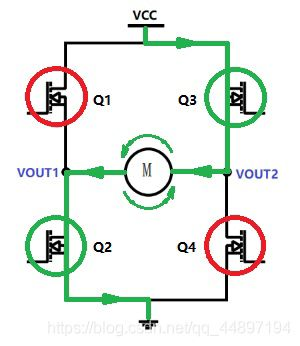 VCC
Q1
Q3
VOUT1
M
VOUT2
Q2
Q4
https://blog.csdn.net/qq_44897194